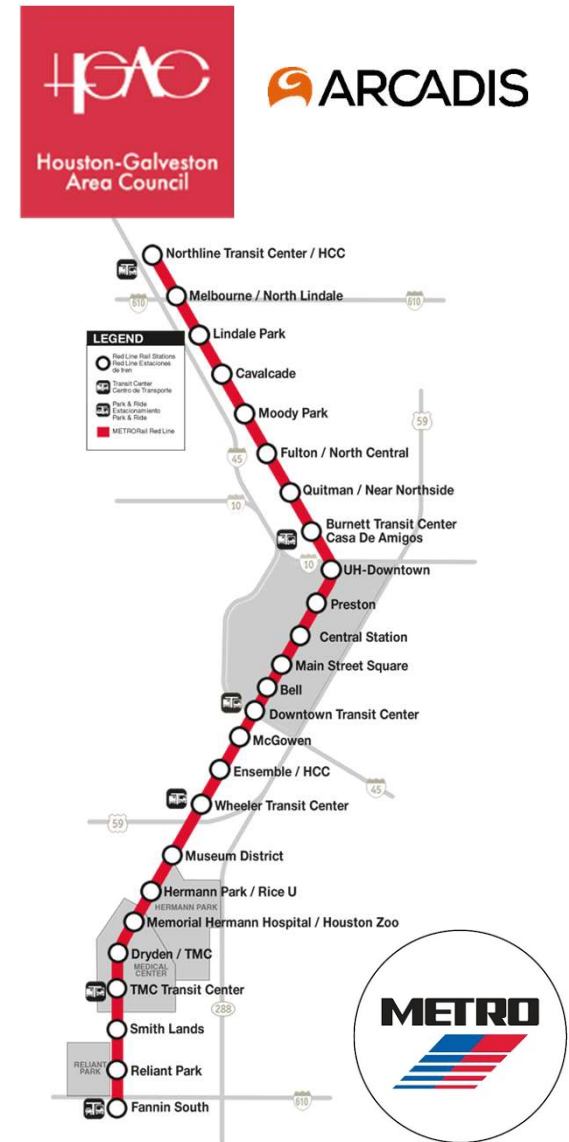 HGAC
Houston-Galveston
Area Council
ARCADIS
Northline Transit Center / HCC
610
Melbourne / North Lindale
610
Lindale Park
LEGEND
Red Line Rail Stations
Red Line Estaciones
de tren
Transit Center
Centro de Transporte
Park & Ride
Estacionamiento
Park & Ride
METRORail Red Line
Cavalcade
Moody Park
59
Fulton / North Central
45
Quitman / Near Northside
10
Burnett Transit Center
Casa De Amigos
10
UH-Downtown
Preston
Central Station
Main Street Square
Bell
Downtown Transit Center
McGowen
Ensemble / HCC
45
Wheeler Transit Center
59
Museum District
Hermann Park / Rice U
HERMANN PARK
Memorial Hermann Hospital / Houston Zoo
Dryden / TMC
MEDICAL
CENTER
TMC Transit Center
288
Smith Lands
RELIANT
PARK
Reliant Park
Fannin South
610
METRO